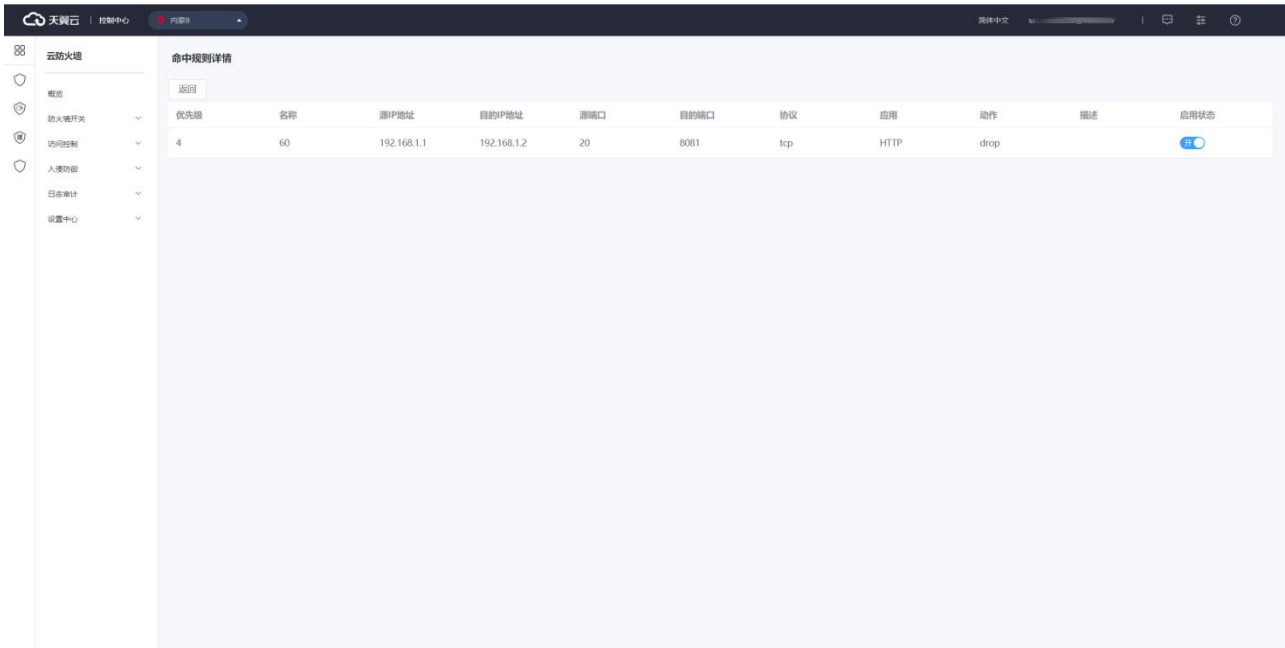 天翼云 | 控制中心 内蒙8 简体中文
云防火墙
概览
防火墙开关
访问控制
入侵防御
日志审计
设置中心
命中规则详情
返回
优先级 名称 源IP地址 目的IP地址 源端口 目的端口 协议 应用 动作 描述 启用状态
4 60 192.168.1.1 192.168.1.2 20 8081 tcp HTTP drop 开